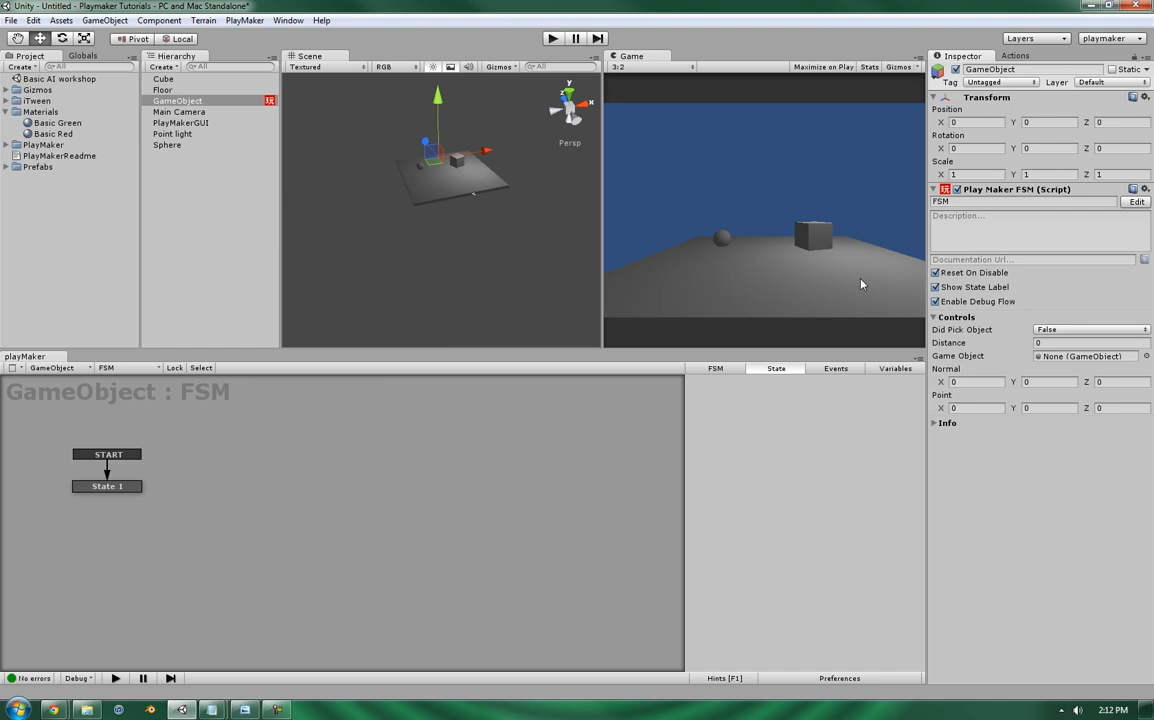 Unity - Untitled - Playmaker Tutorials - PC and Mac Standalone*
File Edit Assets GameObject Component Terrain PlayMaker Window Help
Pivot Local Layers playmaker
Project Globals Hierarchy Scene Game Inspector Actions
Create All Create All Textured RGB Gizmos All 3:2 Maximize on Play Stats Gizmos
GameObject Static
Tag Untagged Layer Default
Basic AI workshop
Gizmos
iTween
Materials
Basic Green
Basic Red
PlayMaker
PlayMakerReadme
Prefabs
Cube
Floor
GameObject
玩
Main Camera
PlayMakerGUI
Point light
Sphere
y
x
z
Persp
Transform
Position
X 0 Y 0 Z 0
Rotation
X 0 Y 0 Z 0
Scale
X 1 Y 1 Z 1
玩 Play Maker FSM (Script)
FSM Edit
Description...
Documentation Url...
Reset On Disable
Show State Label
Enable Debug Flow
Controls
Did Pick Object False
Distance 0
Game Object None (GameObject)
Normal
X 0 Y 0 Z 0
Point
X 0 Y 0 Z 0
Info
playMaker
GameObject FSM Lock Select FSM State Events Variables
GameObject : FSM
START
State 1
No errors Debug Hints [F1] Preferences
2:12 PM